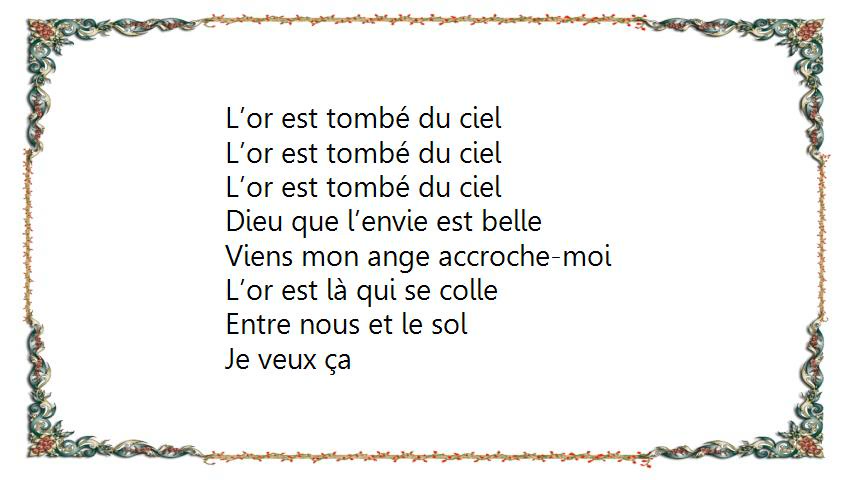 L’or est tombé du ciel
L’or est tombé du ciel
L’or est tombé du ciel
Dieu que l’envie est belle
Viens mon ange accroche-moi
L’or est là qui se colle
Entre nous et le sol
Je veux ça